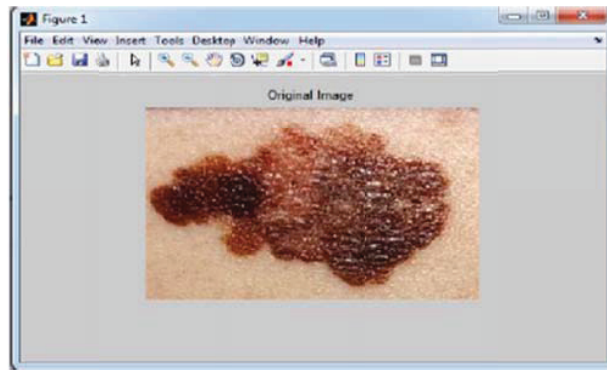 Figure 1
File Edit View Insert Tools Desktop Window Help
Original Image